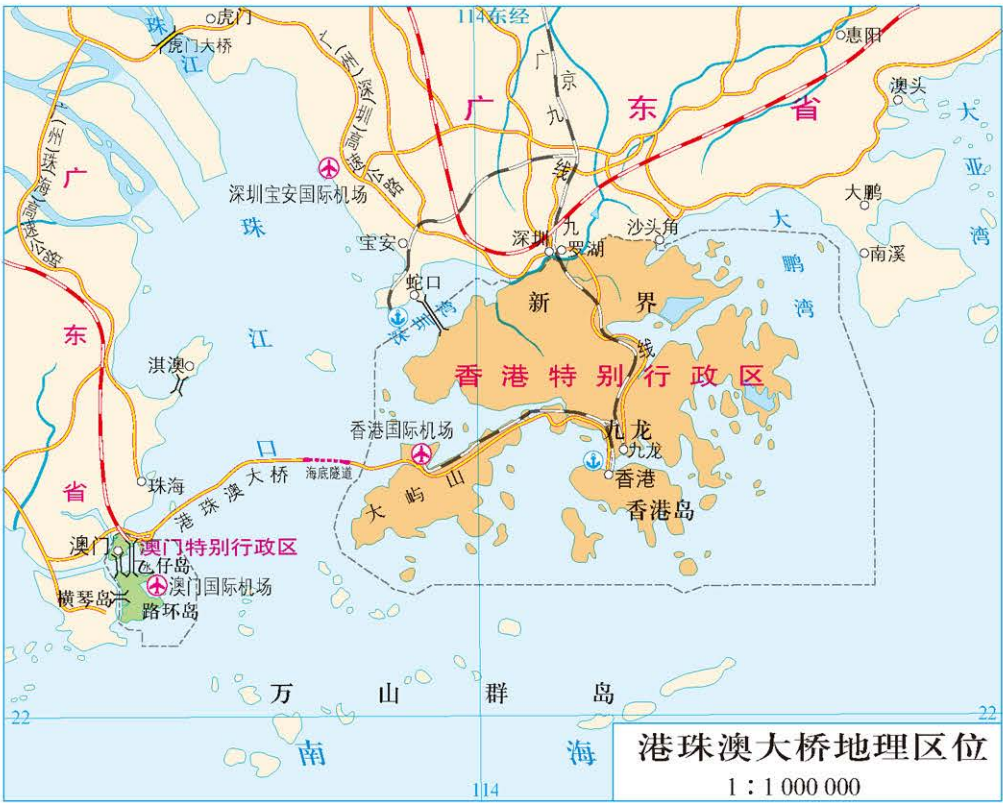 114东经
珠
江
虎门
虎门大桥
广(州)深(圳)高速公路
广
京
九
线
惠阳
澳头
广东省
大
亚
湾
广(州)珠(海)高速公路
广
东
省
深圳宝安国际机场
大鹏
珠
江
口
宝安
深圳
九
罗湖
沙头角
大
鹏
湾
南溪
蛇口
深圳湾
新界
线
淇澳
香港特别行政区
香港国际机场
九龙
九龙
珠海
港珠澳大桥
海底隧道
大屿山
香港
香港岛
澳门
澳门特别行政区
氹仔岛
澳门国际机场
横琴岛
路环岛
万山群岛
22
22
南海
114
港珠澳大桥地理区位
1：1 000 000